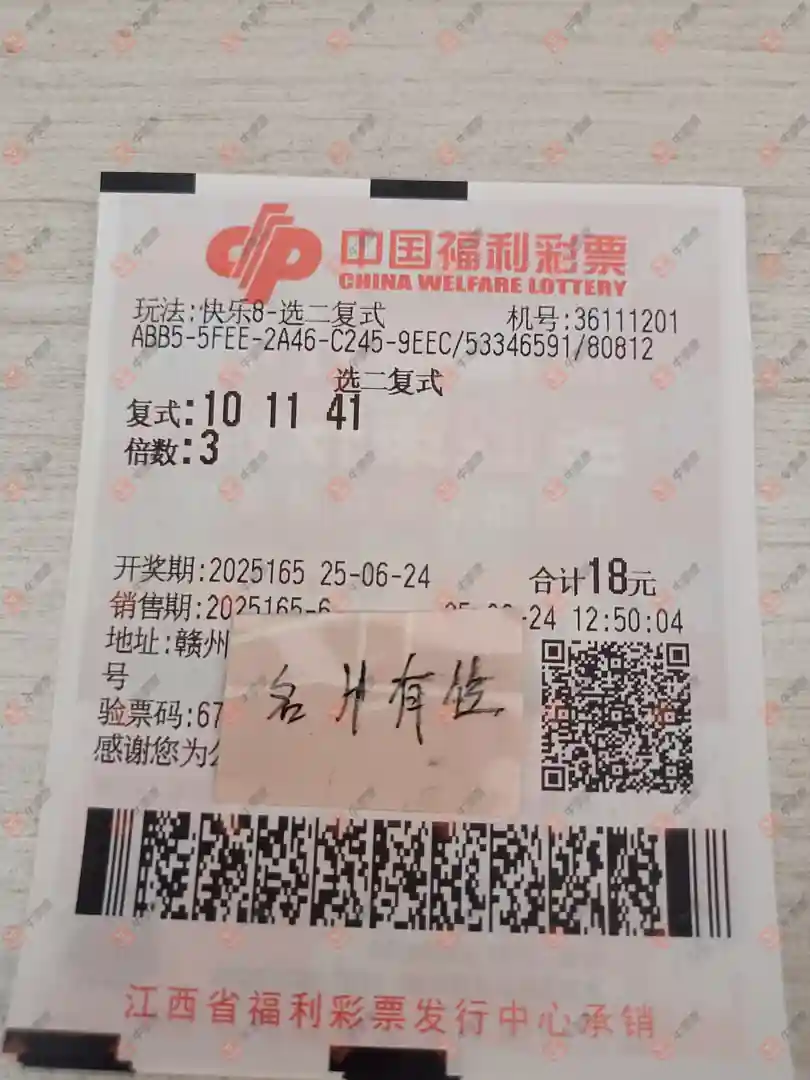 中国福利彩票
CHINA WELFARE LOTTERY
玩法:快乐8-选二复式 机号:36111201
ABB5-5FEE-2A46-C245-9EEC/53346591/80812
选二复式
复式:10 11 41
倍数:3
开奖期:2025165 25-06-24 合计18元
销售期:2025165-6 -24 12:50:04
地址:赣州
号
验票码:67
感谢您为
名片有位
江西省福利彩票发行中心承销